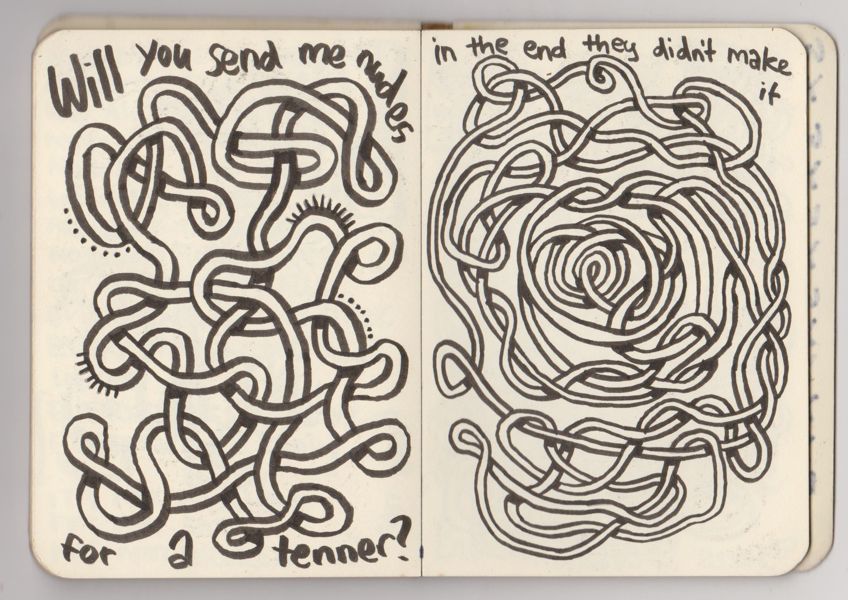 Will you send me nudes
for a tenner?
in the end they didn't make
it